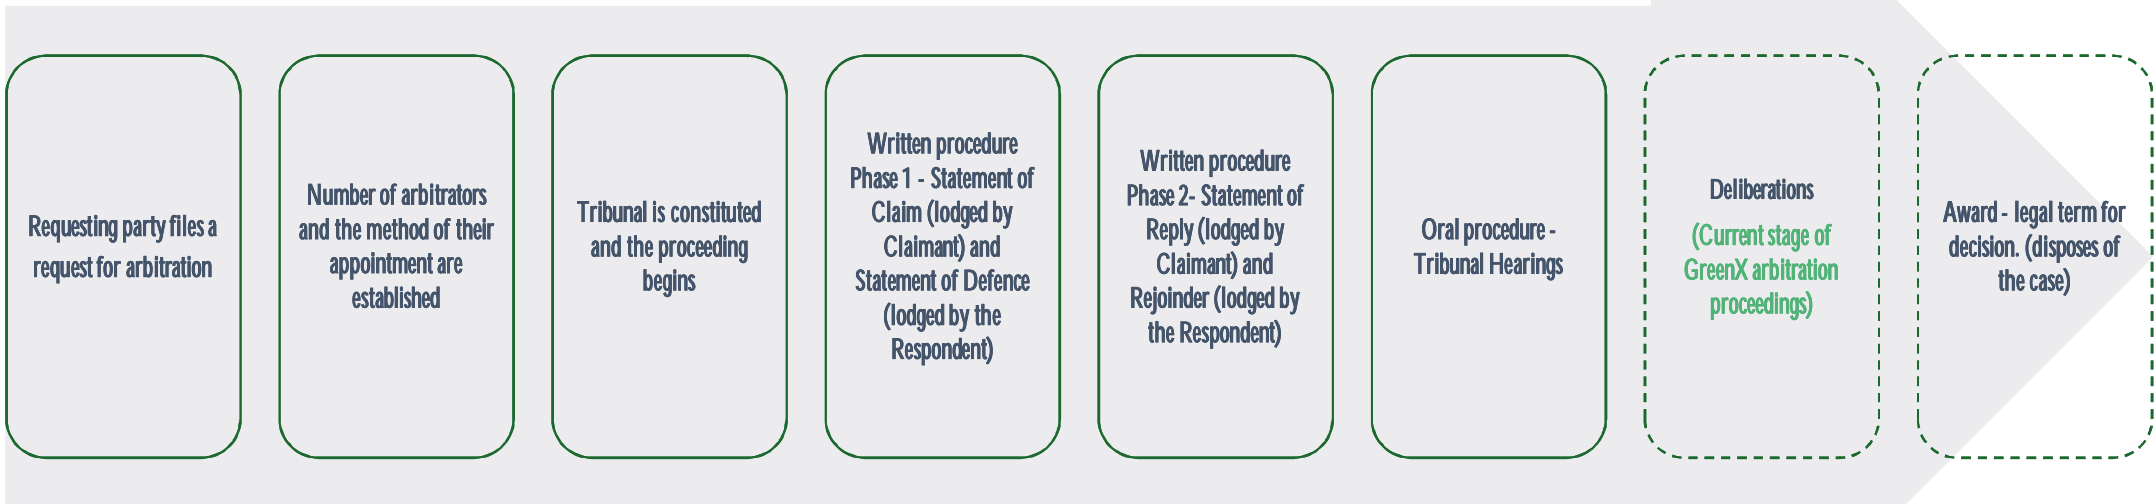 Requesting party files a
request for arbitration
Number of arbitrators
and the method of their
appointment are
established
Tribunal is constituted
and the proceeding
begins
Written procedure
Phase 1 - Statement of
Claim (lodged by
Claimant) and
Statement of Defence
(lodged by the
Respondent)
Written procedure
Phase 2- Statement of
Reply (lodged by
Claimant) and
Rejoinder (lodged by
the Respondent)
Oral procedure -
Tribunal Hearings
Deliberations
(Current stage of
GreenX arbitration
proceedings)
Award - legal term for
decision. (disposes of
the case)